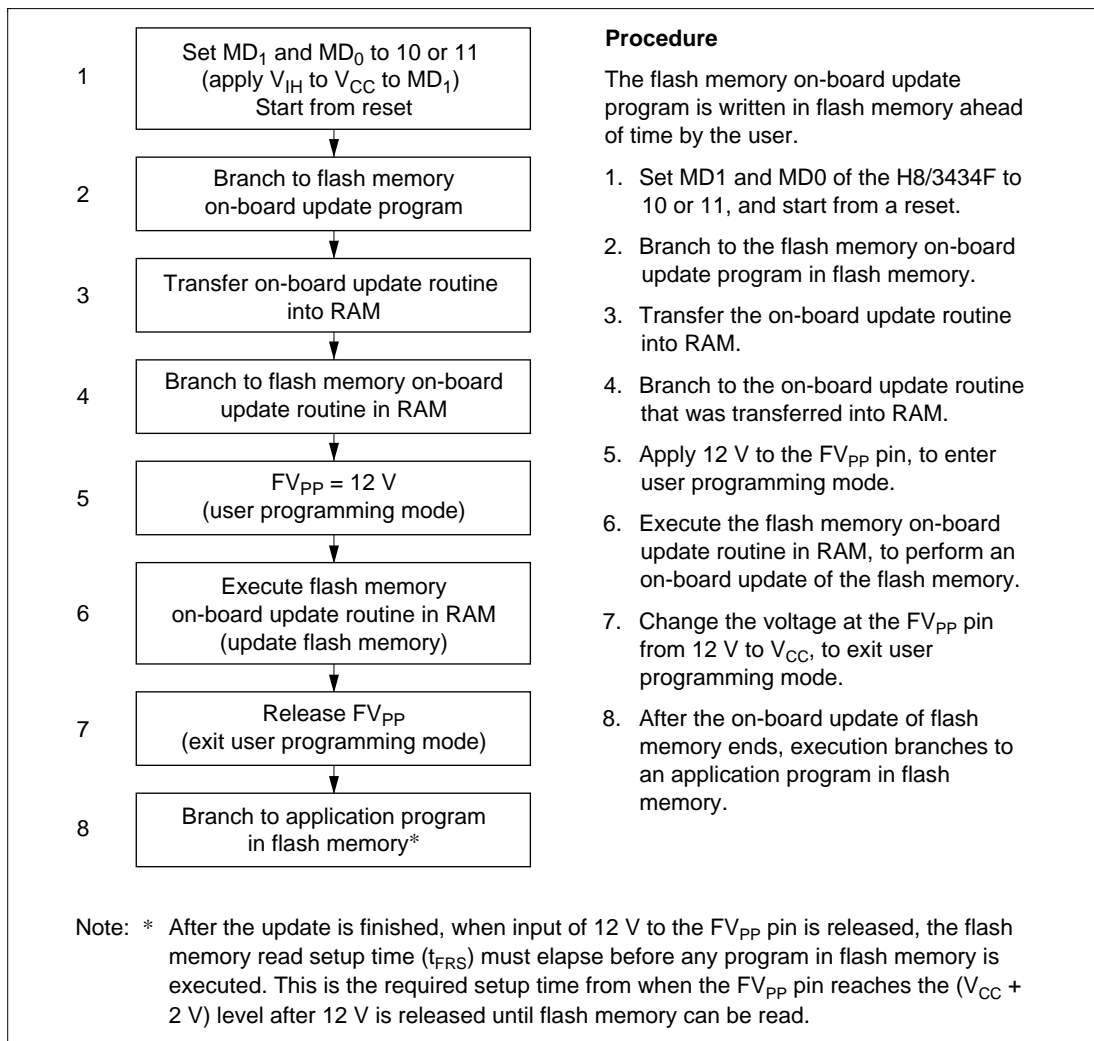 1
Set MD1 and MD0 to 10 or 11
(apply VIH to VCC to MD1)
Start from reset
2
Branch to flash memory
on-board update program
3
Transfer on-board update routine
into RAM
4
Branch to flash memory on-board
update routine in RAM
5
FVPP = 12 V
(user programming mode)
6
Execute flash memory
on-board update routine in RAM
(update flash memory)
7
Release FVPP
(exit user programming mode)
8
Branch to application program
in flash memory*
Procedure
The flash memory on-board update
program is written in flash memory ahead
of time by the user.
1. Set MD1 and MD0 of the H8/3434F to
10 or 11, and start from a reset.
2. Branch to the flash memory on-board
update program in flash memory.
3. Transfer the on-board update routine
into RAM.
4. Branch to the on-board update routine
that was transferred into RAM.
5. Apply 12 V to the FVPP pin, to enter
user programming mode.
6. Execute the flash memory on-board
update routine in RAM, to perform an
on-board update of the flash memory.
7. Change the voltage at the FVPP pin
from 12 V to VCC, to exit user
programming mode.
8. After the on-board update of flash
memory ends, execution branches to
an application program in flash
memory.
Note: * After the update is finished, when input of 12 V to the FVPP pin is released, the flash
memory read setup time (tFRS) must elapse before any program in flash memory is
executed. This is the required setup time from when the FVPP pin reaches the (VCC +
2 V) level after 12 V is released until flash memory can be read.